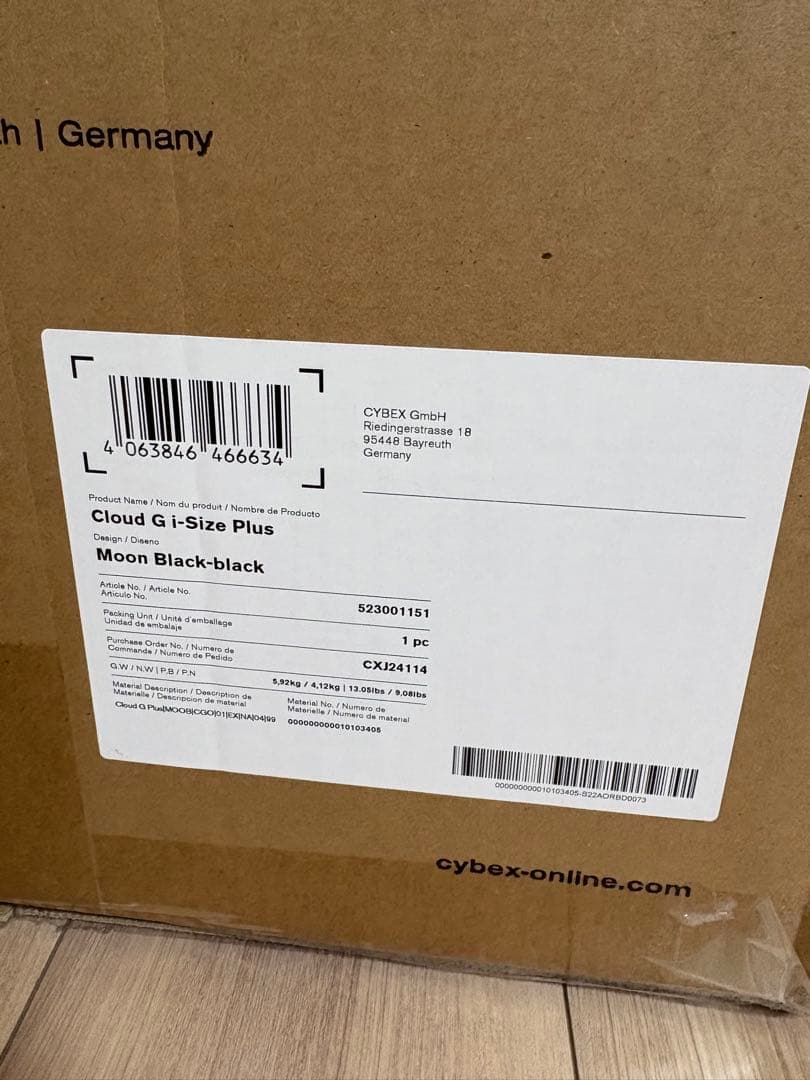 h | Germany
4 063846 466634
CYBEX GmbH
Riedingerstrasse 18
95448 Bayreuth
Germany
Product Name / Nom du produit / Nombre de Producto
Cloud G i-Size Plus
Design / Diseno
Moon Black-black
Article No. / Article No.
Articulo No.
523001151
Packing Unit / Unité d'emballage
Unidad de embalaje
1 pc
Purchase Order No. / Numero de
Commande / Numero de Pedido
CXJ24114
G.W / N.W | P.B / P.N
5,92kg / 4,12kg | 13.05lbs / 9,08lbs
Material Description / Description de
Materielle / Descripcion de material
Cloud G Plus|MOOB|CGO|01|EX|NA|04|99
Material No. / Numero de
Materielle / Numero de material
000000000010103405
000000000010103405-S22AORBD0073
cybex-online.com